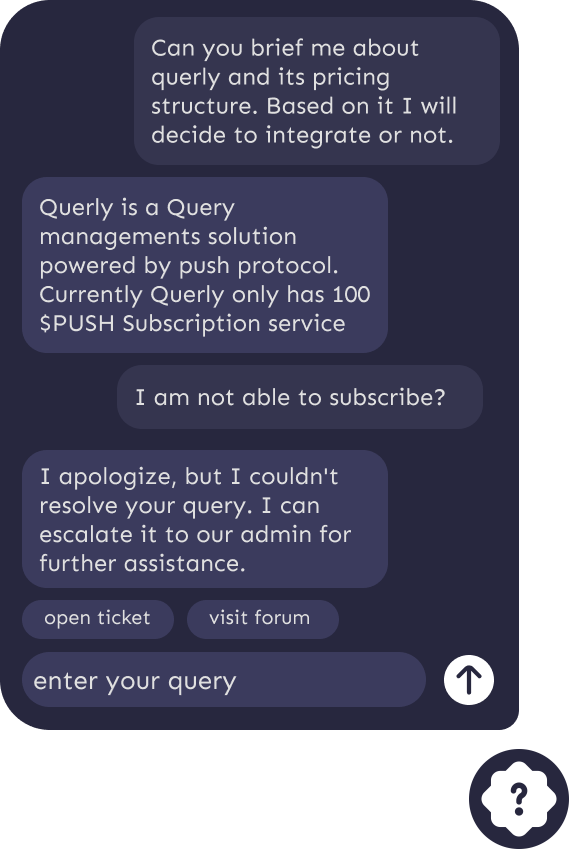 Can you brief me about
querly and its pricing
structure. Based on it I will
decide to integrate or not.
Querly is a Query
managements solution
powered by push protocol.
Currently Querly only has 100
$PUSH Subscription service
I am not able to subscribe?
I apologize, but I couldn't
resolve your query. I can
escalate it to our admin for
further assistance.
open ticket visit forum
enter your query
?